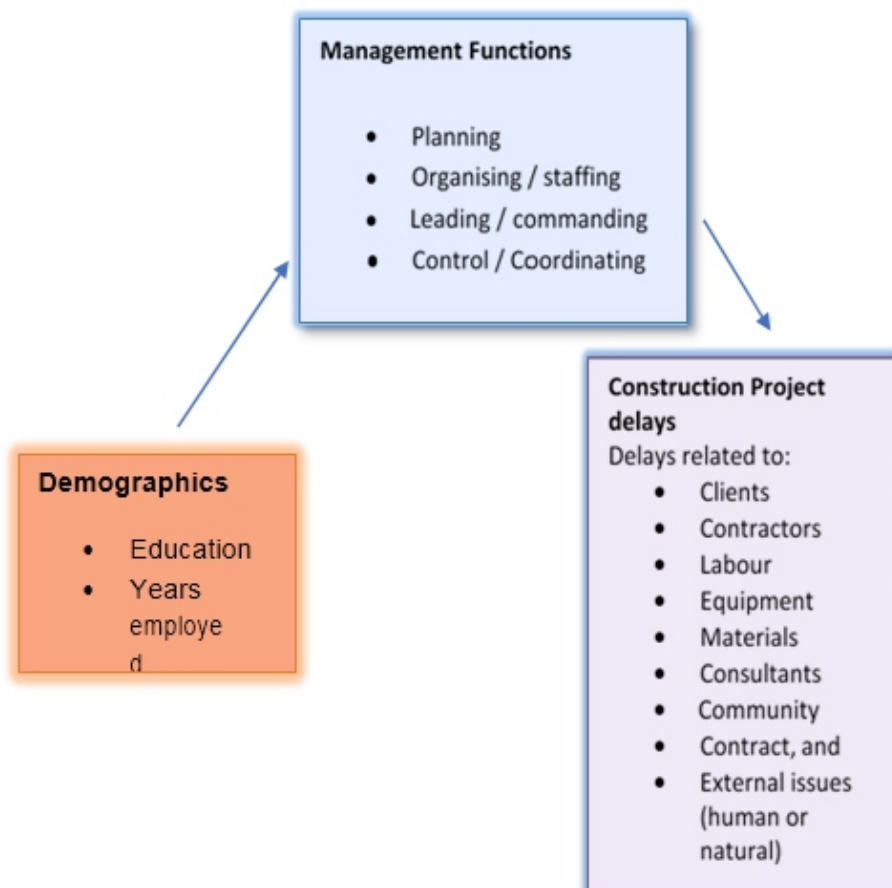 Management Functions
• Planning
• Organising / staffing
• Leading / commanding
• Control / Coordinating
Demographics
• Education
• Years
employe
d
Construction Project
delays
Delays related to:
• Clients
• Contractors
• Labour
• Equipment
• Materials
• Consultants
• Community
• Contract, and
• External issues
(human or
natural)